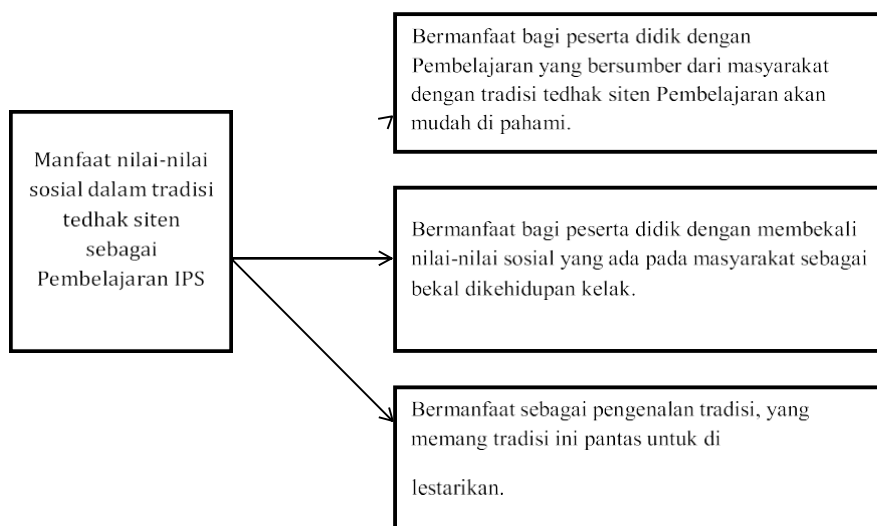 Manfaat nilai-nilai
sosial dalam tradisi
tedhak siten
sebagai
Pembelajaran IPS
Bermanfaat bagi peserta didik dengan
Pembelajaran yang bersumber dari masyarakat
dengan tradisi tedhak siten Pembelajaran akan
mudah di pahami.
Bermanfaat bagi peserta didik dengan membekali
nilai-nilai sosial yang ada pada masyarakat sebagai
bekal dikehidupan kelak.
Bermanfaat sebagai pengenalan tradisi, yang
memang tradisi ini pantas untuk di
lestarikan.